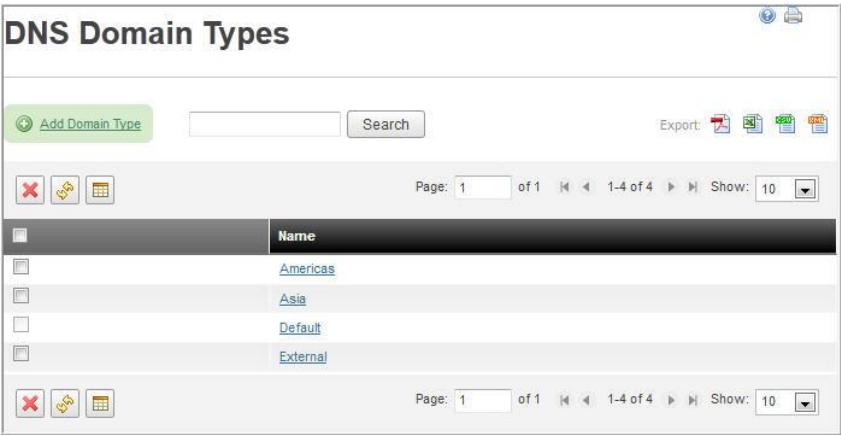 DNS Domain Types
Add Domain Type Search Export:
Page: 1 of 1 1-4 of 4 Show: 10
Name
Americas
Asia
Default
External
Page: 1 of 1 1-4 of 4 Show: 10